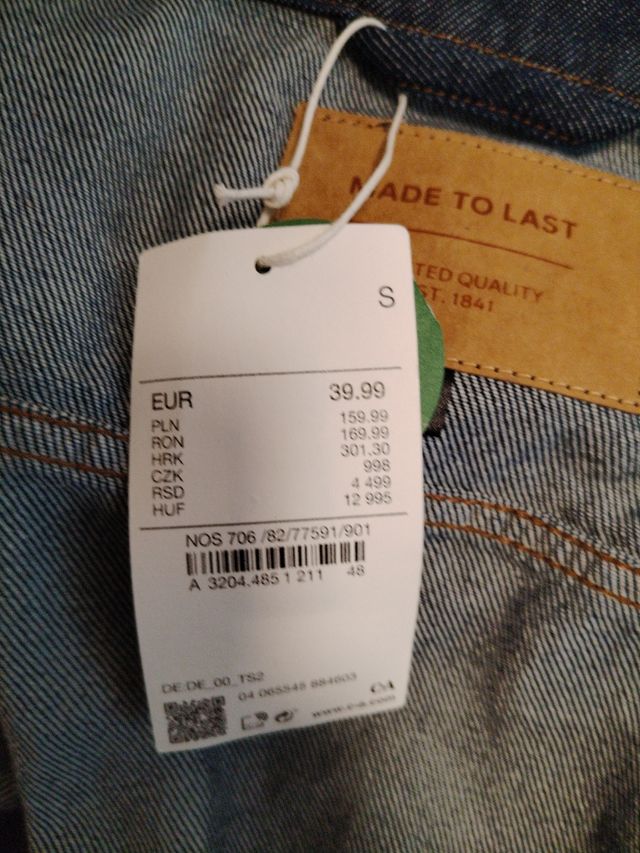 MADE TO LAST
TED QUALITY
ST. 1841
S
EUR 39.99
PLN 159.99
RON 169.99
HRK 301.30
CZK 998
RSD 4 499
HUF 12 995
NOS 706 /82/77591/901
A 3204.485 1 211 48
DE:DE_00_TS2
04 065545 884603
C&A
www.c-a.com